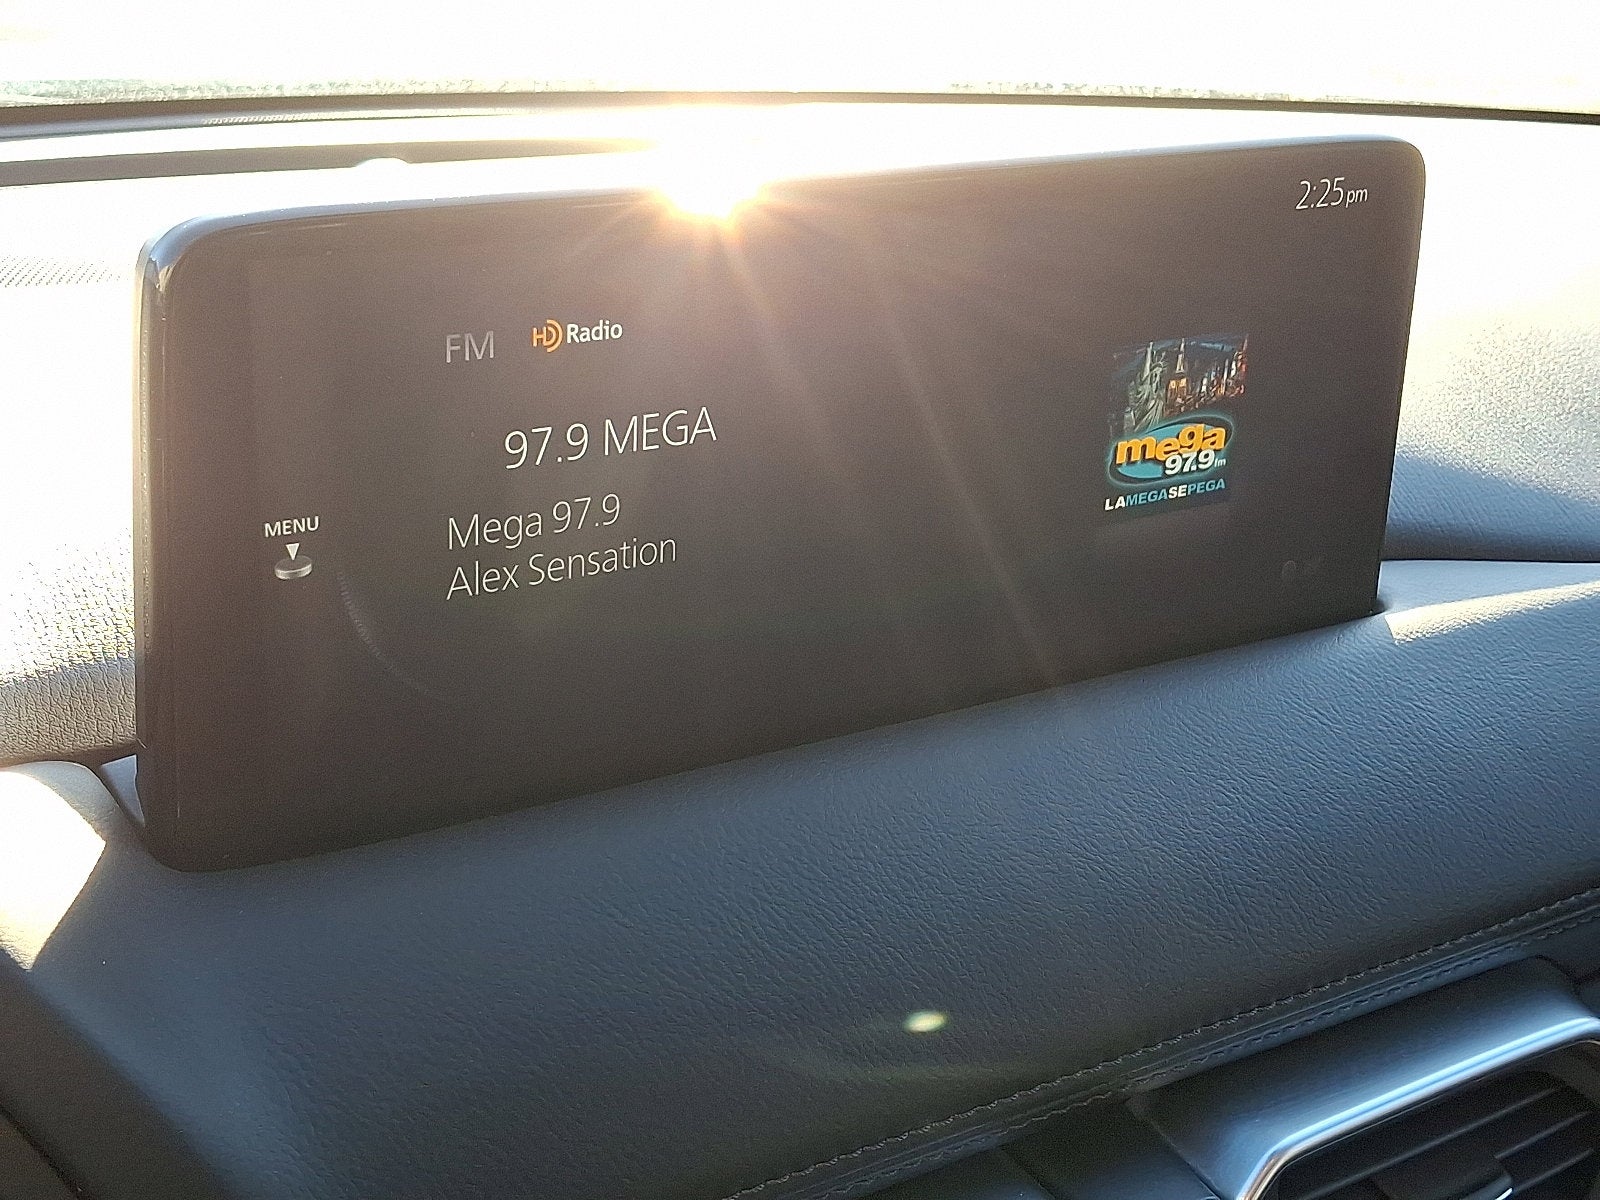 2:25pm
FM HD Radio
97.9 MEGA
Mega 97.9
Alex Sensation
MENU
mega
97.9fm
LAMEGASEPEGA